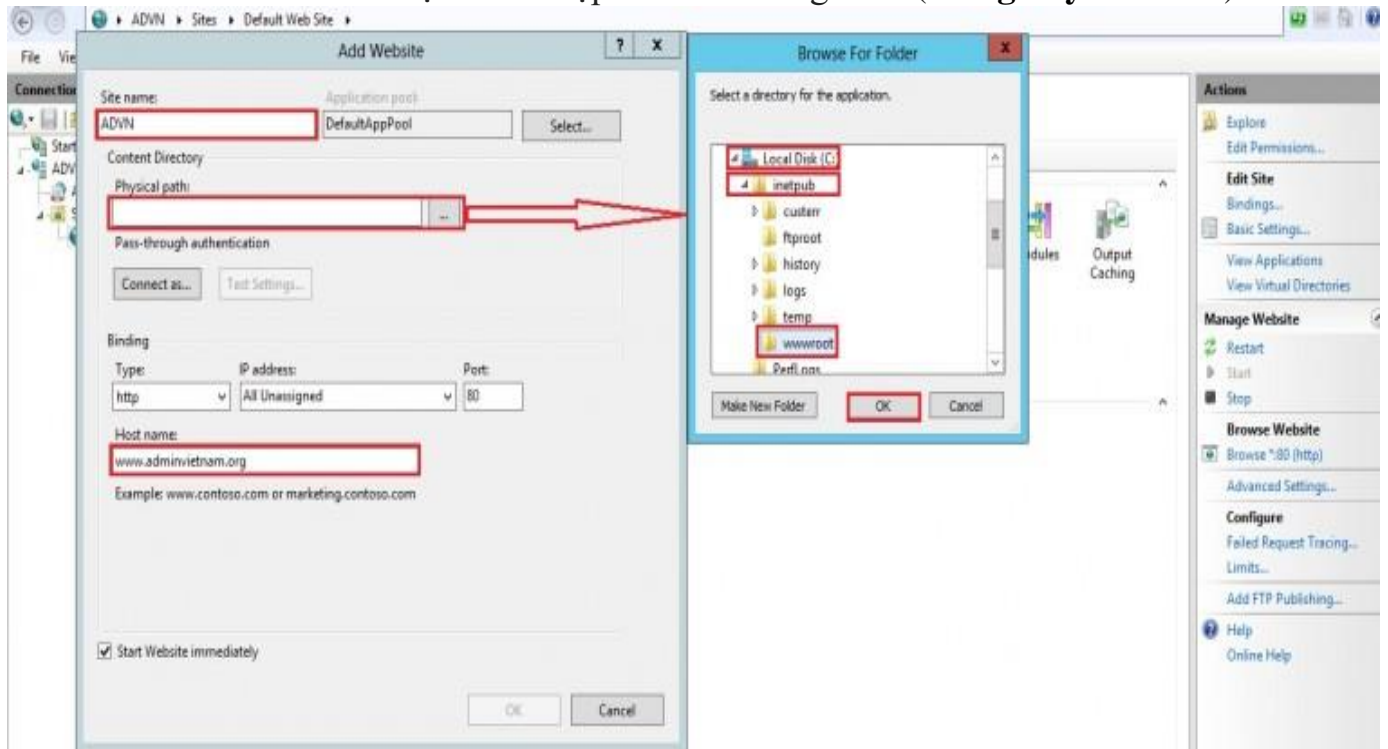 ADVN ▸ Sites ▸ Default Web Site ▸
File Vie
Connection
Start
ADV
Add Website
? X
Site name:
Application pool:
ADVN
DefaultAppPool
Select...
Content Directory
Physical path:
...
Pass-through authentication
Connect as...
Test Settings...
Binding
Type:
IP address:
Port:
http
All Unassigned
80
Host name:
www.adminvietnam.org
Example: www.contoso.com or marketing.contoso.com
Start Website immediately
OK
Cancel
Browse For Folder
X
Select a directory for the application.
Local Disk (C:
inetpub
custerr
ftproot
history
logs
temp
wwwroot
PerfLogs
Make New Folder
OK
Cancel
dules
Output
Caching
Actions
Explore
Edit Permissions...
Edit Site
Bindings...
Basic Settings...
View Applications
View Virtual Directories
Manage Website
Restart
Start
Stop
Browse Website
Browse *:80 (http)
Advanced Settings...
Configure
Failed Request Tracing...
Limits...
Add FTP Publishing...
Help
Online Help